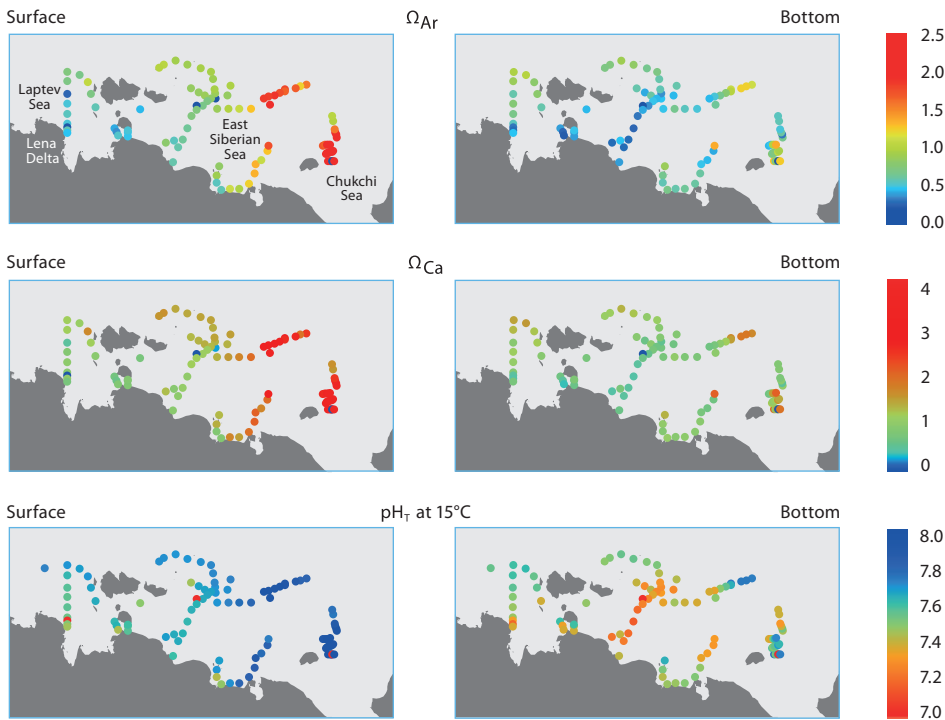 Surface
ΩAr
Bottom
Laptev
Sea
Lena
Delta
East
Siberian
Sea
Chukchi
Sea
2.5
2.0
1.5
1.0
0.5
0.0
Surface
ΩCa
Bottom
4
3
2
1
0
Surface
pHT at 15°C
Bottom
8.0
7.8
7.6
7.4
7.2
7.0